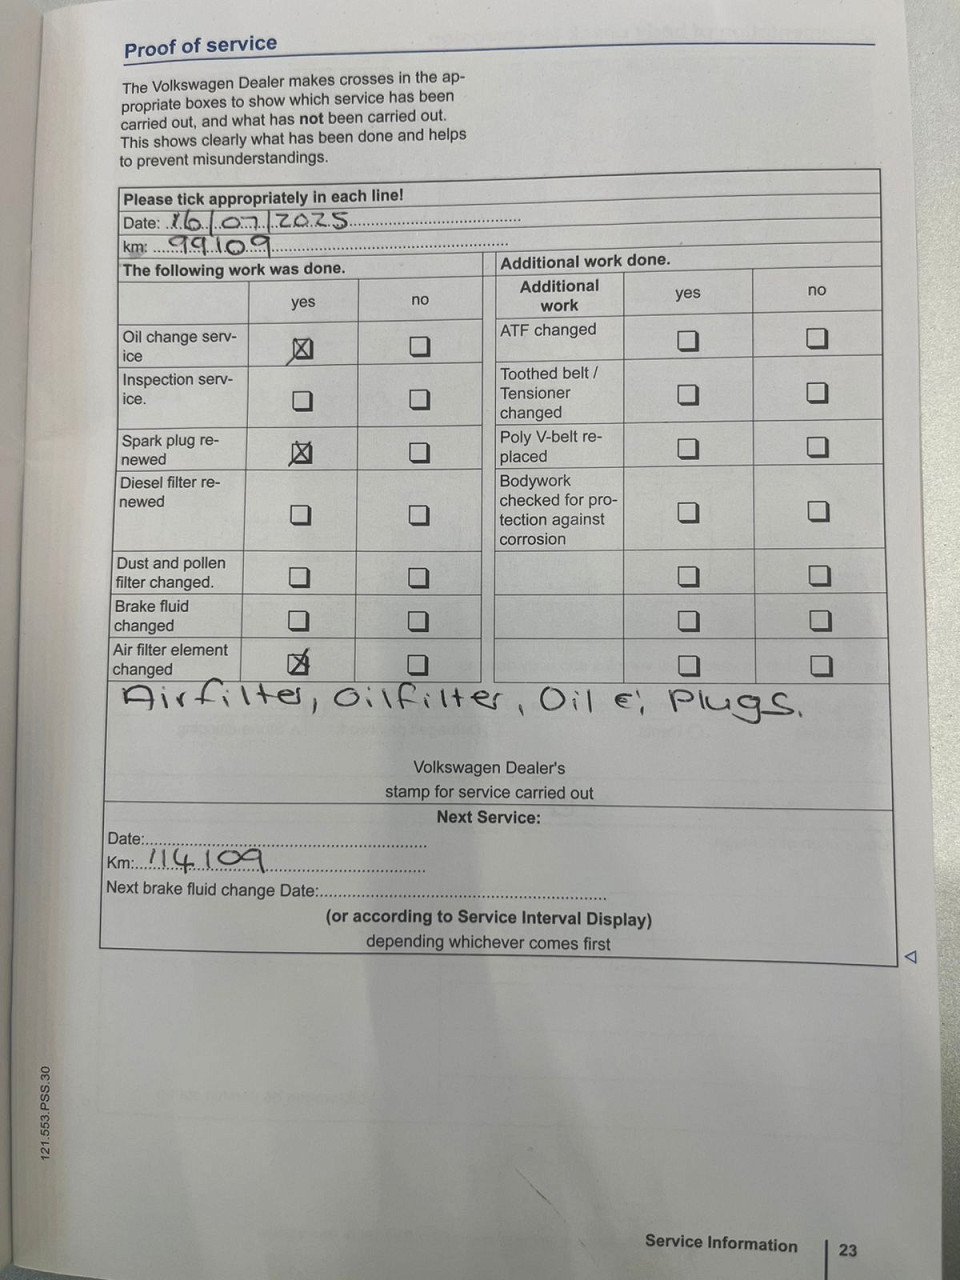 Proof of service
The Volkswagen Dealer makes crosses in the ap-
propriate boxes to show which service has been
carried out, and what has not been carried out.
This shows clearly what has been done and helps
to prevent misunderstandings.
Please tick appropriately in each line!
Date: 16/07/2025
km: 99109
The following work was done.
yes no
Oil change serv-
ice
Inspection serv-
ice.
Spark plug re-
newed
Diesel filter re-
newed
Dust and pollen
filter changed.
Brake fluid
changed
Air filter element
changed
Additional work done.
Additional
work
yes no
ATF changed
Toothed belt /
Tensioner
changed
Poly V-belt re-
placed
Bodywork
checked for pro-
tection against
corrosion
Airfilter, Oilfilter, Oil & Plugs.
Volkswagen Dealer's
stamp for service carried out
Next Service:
Date:
Km: 114109
Next brake fluid change Date:
(or according to Service Interval Display)
depending whichever comes first
121.553.PSS.30
Service Information 23